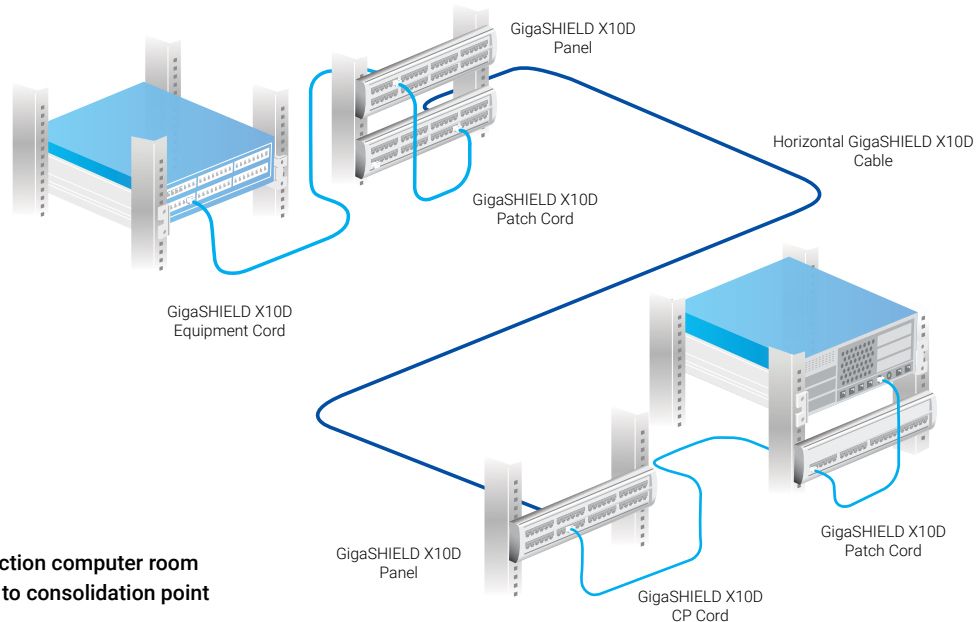 GigaSHIELD X10D
Panel
Horizontal GigaSHIELD X10D
Cable
GigaSHIELD X10D
Patch Cord
GigaSHIELD X10D
Equipment Cord
GigaSHIELD X10D
Patch Cord
GigaSHIELD X10D
Panel
ction computer room
to consolidation point
GigaSHIELD X10D
CP Cord